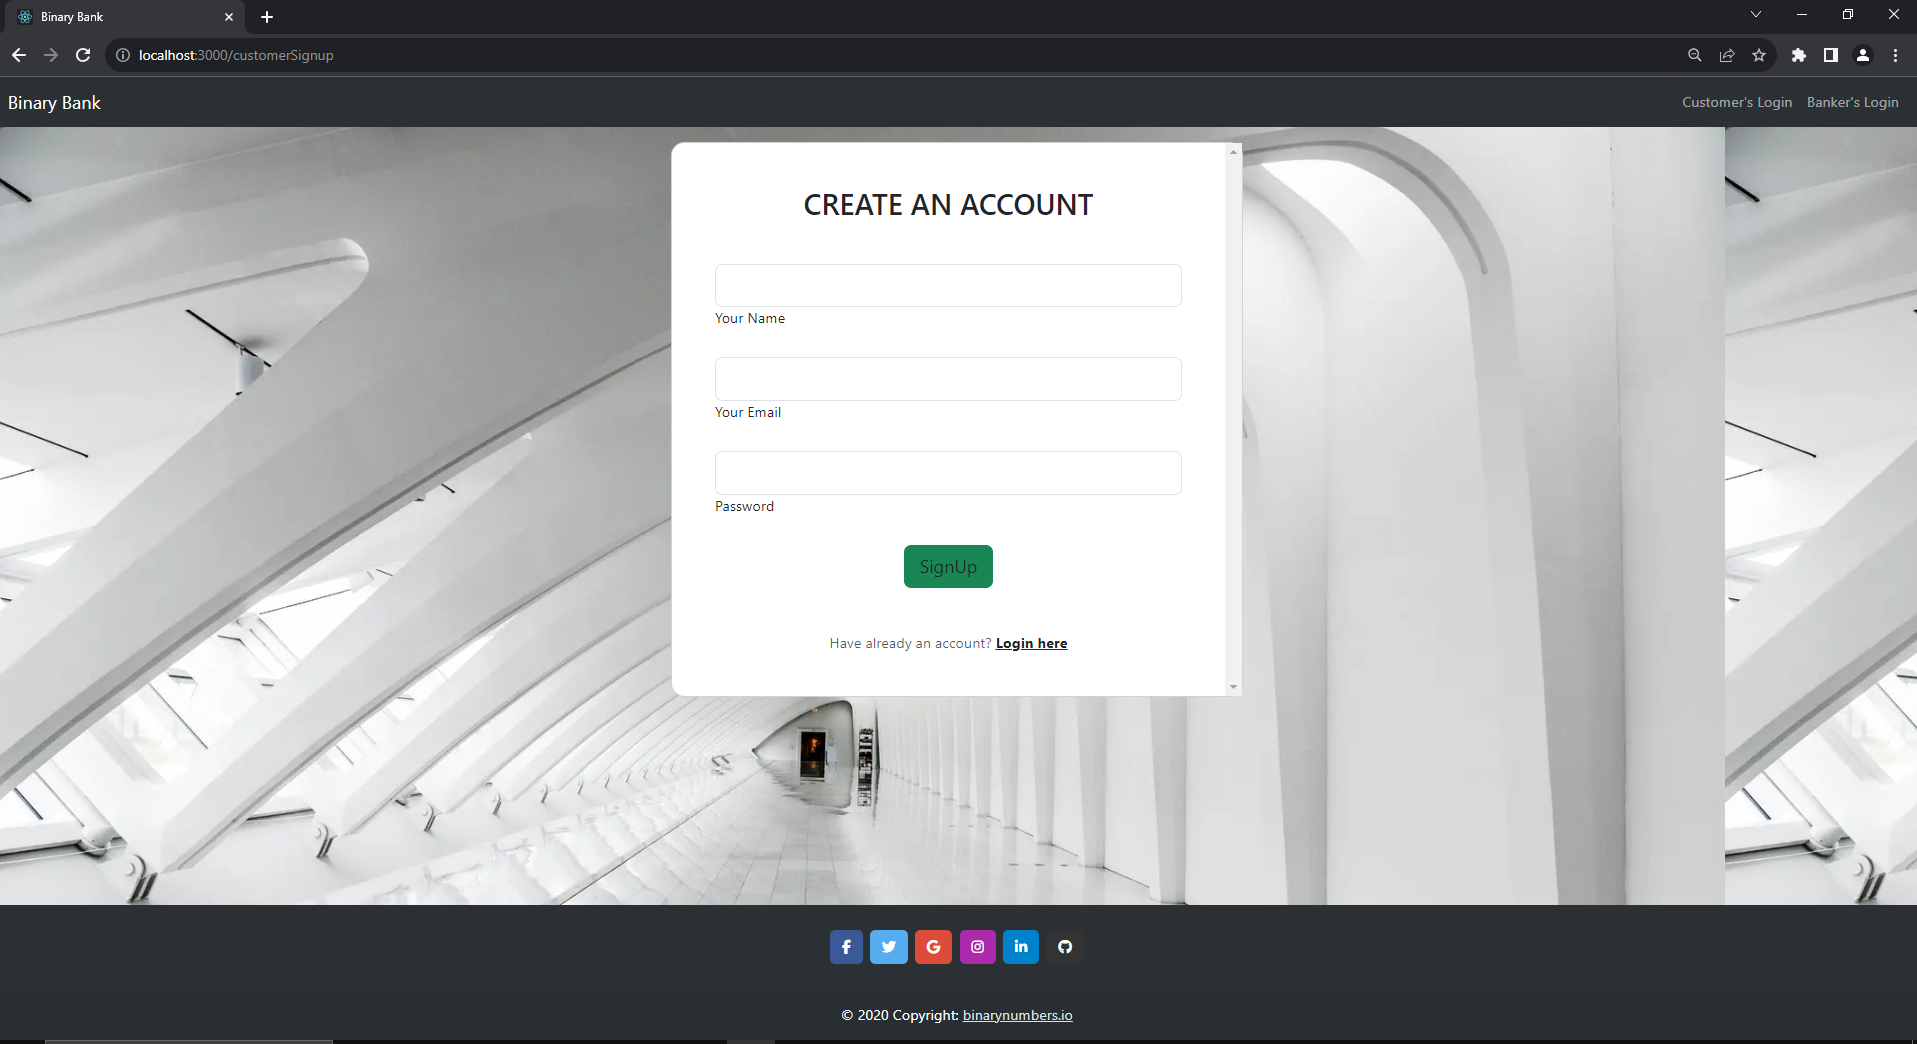 Binary Bank
localhost:3000/customerSignup
Binary Bank
Customer's Login Banker's Login
CREATE AN ACCOUNT
Your Name
Your Email
Password
SignUp
Have already an account? Login here
© 2020 Copyright: binarynumbers.io